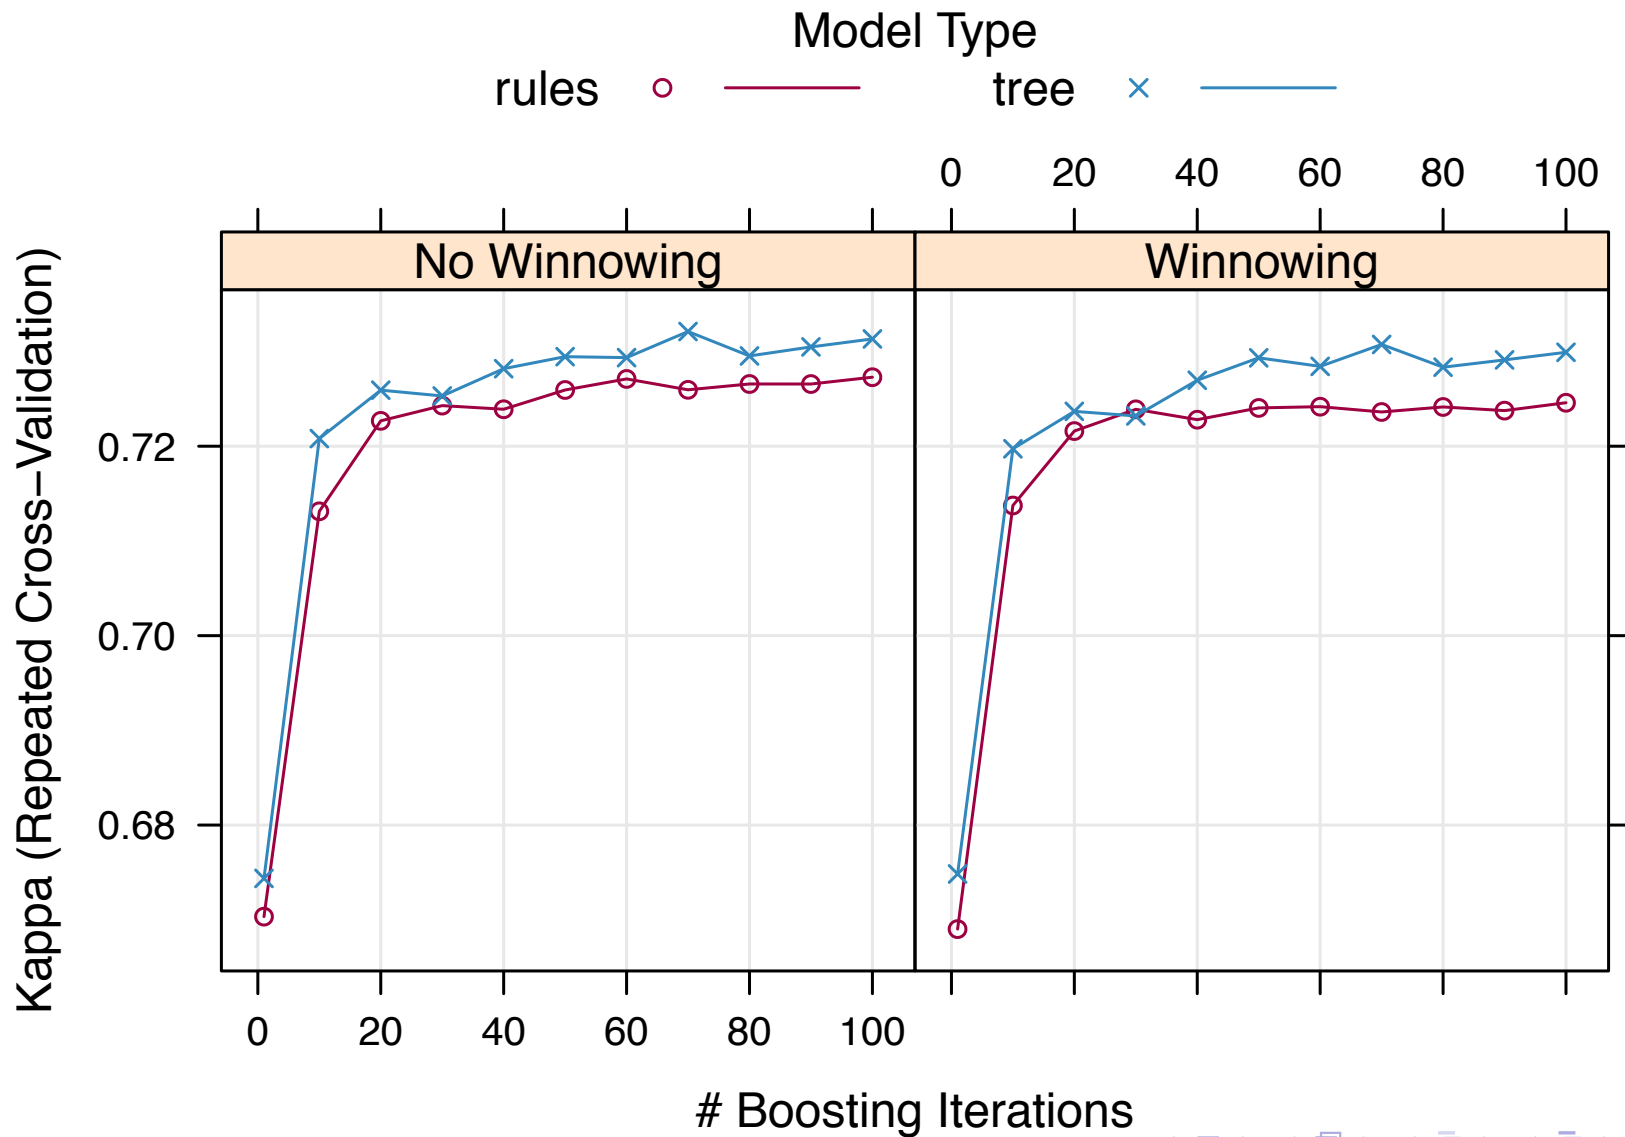 Model Type
rules tree
0 20 40 60 80 100
No Winnowing Winnowing
Kappa (Repeated Cross−Validation)
0.72
0.70
0.68
0 20 40 60 80 100
# Boosting Iterations